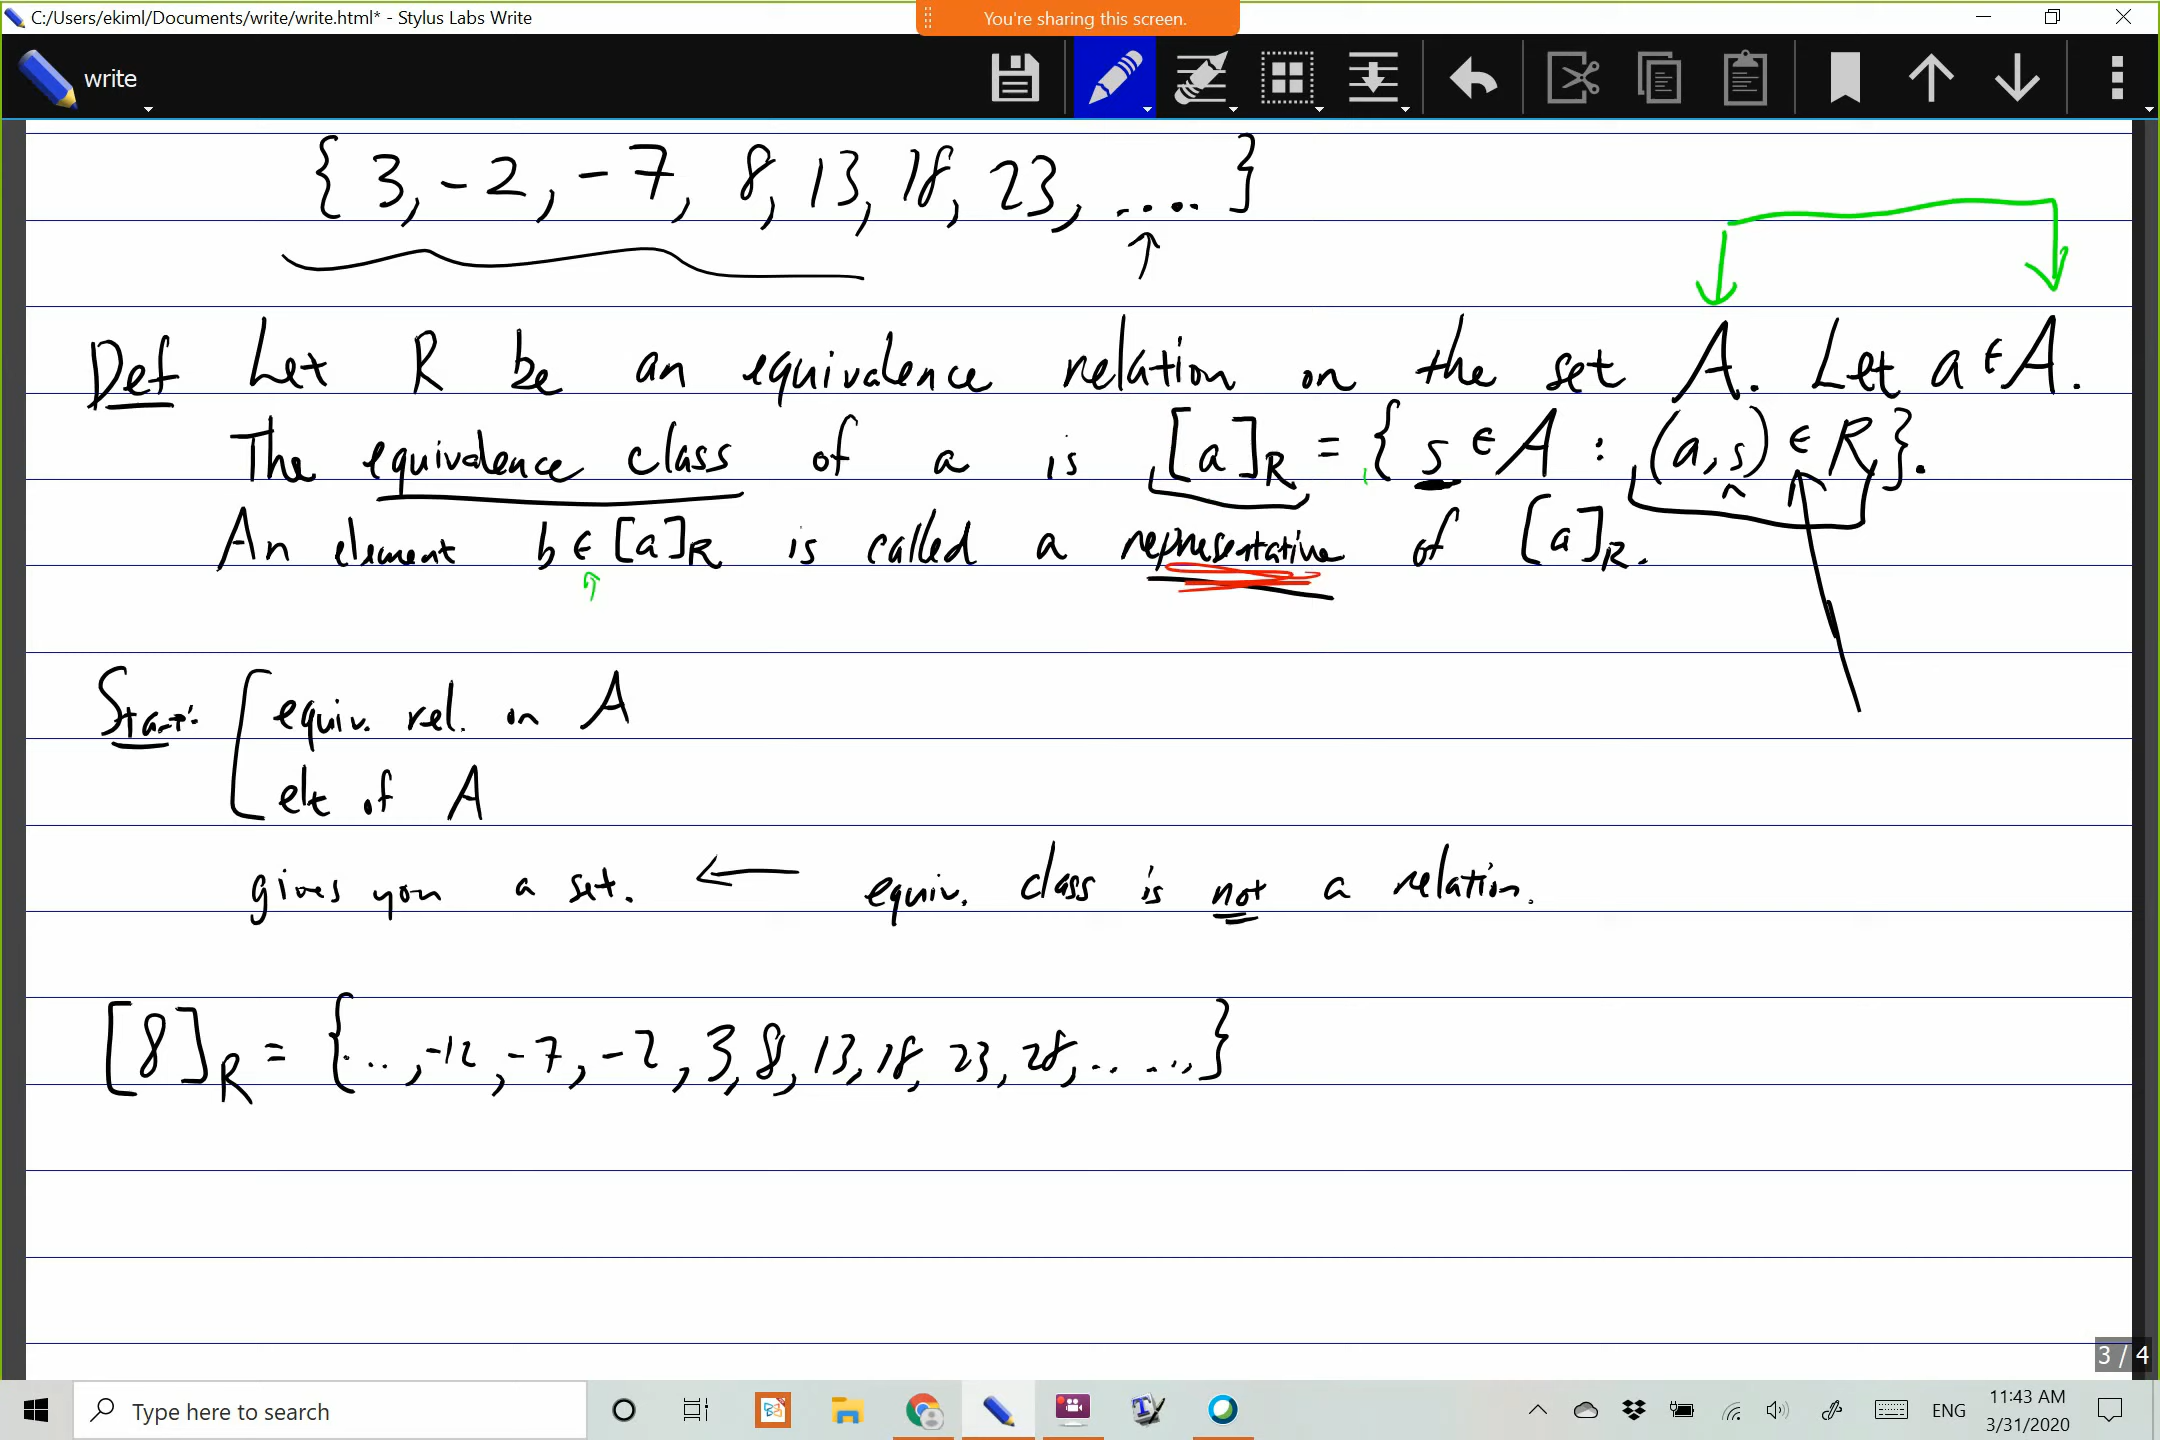 C:/Users/ekiml/Documents/write/write.html* - Stylus Labs Write
You're sharing this screen.
write
{ 3, -2, -7, 8, 13, 18, 23, .... }
Def Let R be an equivalence relation on the set A. Let a ∈ A.
The equivalence class of a is [a]R = { s ∈ A : (a, s) ∈ R }.
An element b ∈ [a]R is called a representative of [a]R.
Start: equiv. rel. on A
elt of A
gives you a set. ← equiv. class is not a relation.
[8]R = { .., -12, -7, -2, 3, 8, 13, 18, 23, 28, ....., }
3 / 4
Type here to search
ENG
11:43 AM
3/31/2020